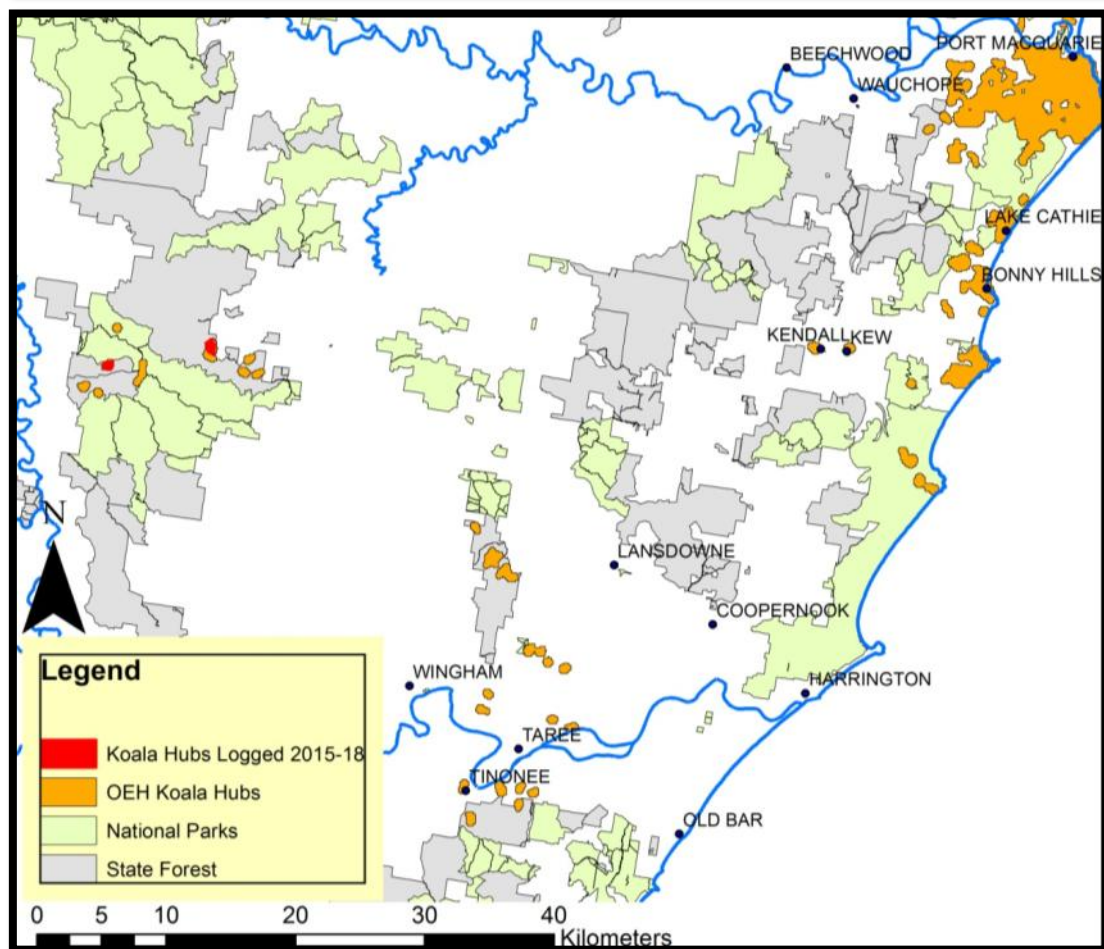 PORT MACQUARIE
BEECHWOOD
WAUCHOPE
LAKE CATHIE
BONNY HILLS
KENDALL
KEW
N
LANSDOWNE
COOPERNOOK
WINGHAM
HARRINGTON
TAREE
TINONEE
OLD BAR
Legend
Koala Hubs Logged 2015-18
OEH Koala Hubs
National Parks
State Forest
0 5 10 20 30 40
Kilometers